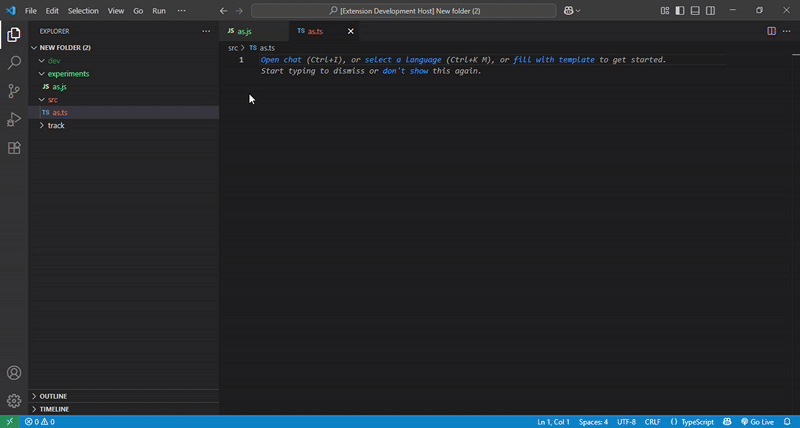 File Edit Selection View Go Run ··· [Extension Development Host] New folder (2)
EXPLORER ···
NEW FOLDER (2)
dev
experiments
JS as.js
src
TS as.ts
track
OUTLINE
TIMELINE
JS as.js TS as.ts
src > TS as.ts
1 Open chat (Ctrl+I), or select a language (Ctrl+K M), or fill with template to get started.
Start typing to dismiss or don't show this again.
0 0 Ln 1, Col 1 Spaces: 4 UTF-8 CRLF {} TypeScript Go Live